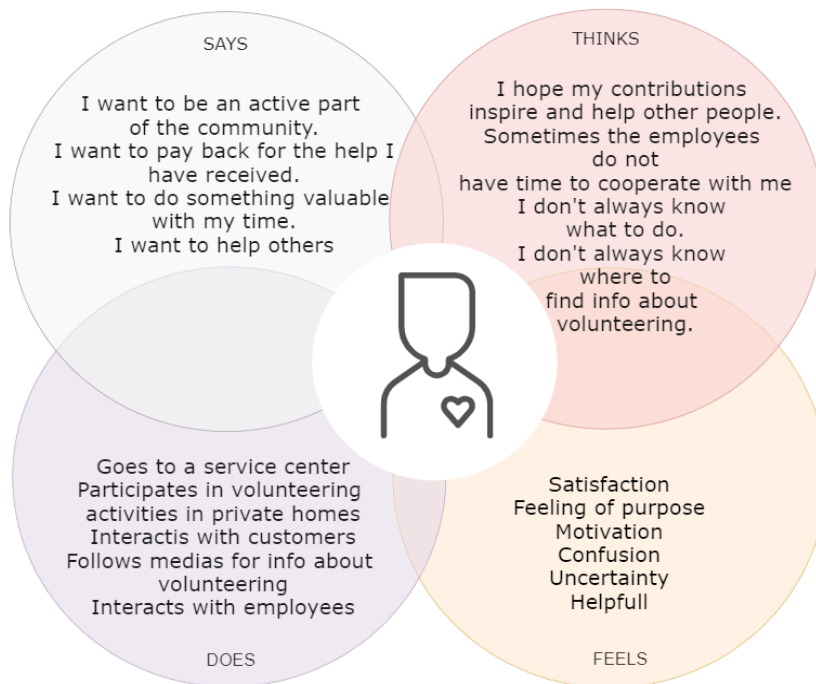 SAYS
I want to be an active part
of the community.
I want to pay back for the help I
have received.
I want to do something valuable
with my time.
I want to help others
THINKS
I hope my contributions
inspire and help other people.
Sometimes the employees
do not
have time to cooperate with me
I don't always know
what to do.
I don't always know
where to
find info about
volunteering.
Goes to a service center
Participates in volunteering
activities in private homes
Interactis with customers
Follows medias for info about
volunteering
Interacts with employees
DOES
Satisfaction
Feeling of purpose
Motivation
Confusion
Uncertainty
Helpfull
FEELS